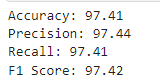 Accuracy: 97.41
Precision: 97.44
Recall: 97.41
F1 Score: 97.42